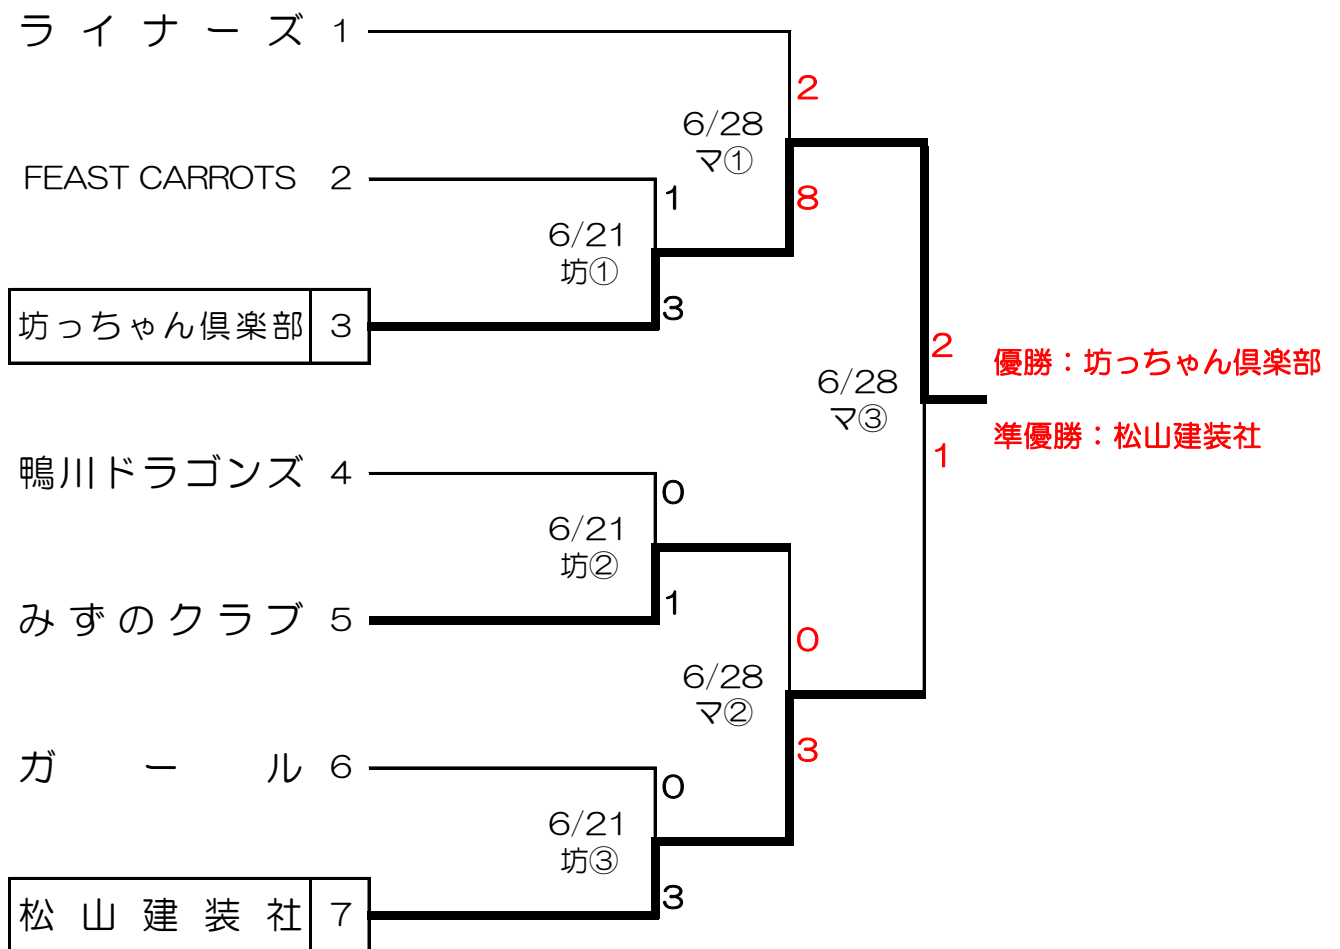 ライナーズ 1
2
6/28
マ①
FEAST CARROTS 2
1
8
6/21
坊①
坊っちゃん倶楽部 3
3
2
優勝：坊っちゃん倶楽部
6/28
マ③
準優勝：松山建装社
1
鴨川ドラゴンズ 4
0
6/21
坊②
みずのクラブ 5
1
0
6/28
マ②
3
ガール 6
0
6/21
坊③
松山建装社 7
3